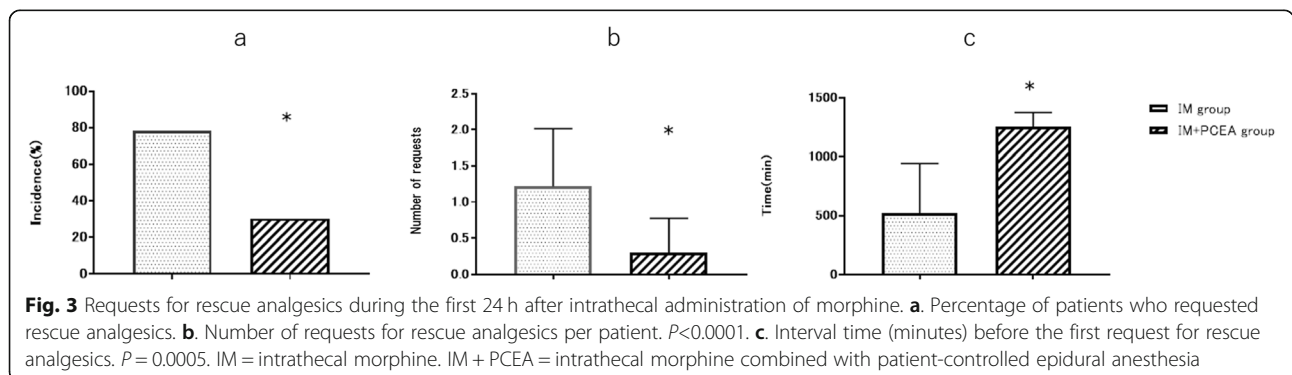 a
b
c
100
80
60
40
20
0
Incidence(%)
*
2.5
2.0
1.5
1.0
0.5
0.0
Number of requests
*
1500
1000
500
0
Time(min)
*
IM group
IM+PCEA group
Fig. 3 Requests for rescue analgesics during the first 24 h after intrathecal administration of morphine. a. Percentage of patients who requested
rescue analgesics. b. Number of requests for rescue analgesics per patient. P<0.0001. c. Interval time (minutes) before the first request for rescue
analgesics. P = 0.0005. IM = intrathecal morphine. IM + PCEA = intrathecal morphine combined with patient-controlled epidural anesthesia